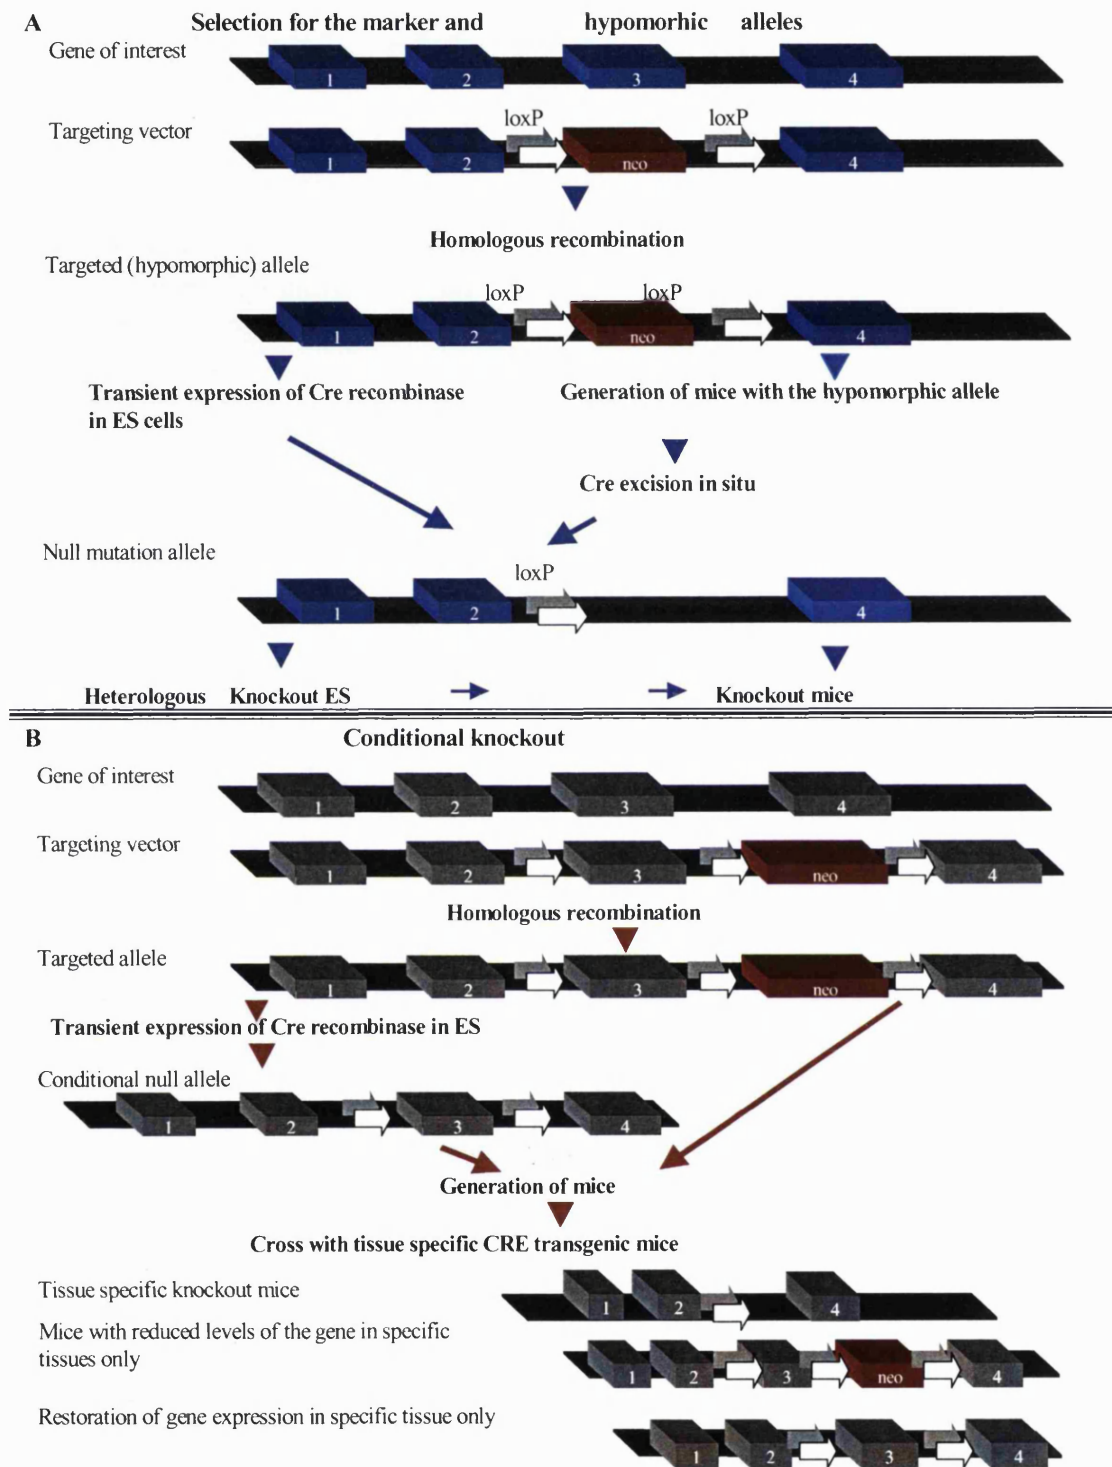 A Selection for the marker and hypomorhic alleles
Gene of interest
1 2 3 4
Targeting vector
loxP loxP
1 2 neo 4
Homologous recombination
Targeted (hypomorphic) allele
loxP loxP
1 2 neo 4
Transient expression of Cre recombinase
in ES cells
Generation of mice with the hypomorphic allele
Cre excision in situ
Null mutation allele
loxP
1 2 4
Heterologous Knockout ES Knockout mice
B Conditional knockout
Gene of interest
1 2 3 4
Targeting vector
1 2 3 neo 4
Homologous recombination
Targeted allele
1 2 3 neo 4
Transient expression of Cre recombinase in ES
Conditional null allele
1 2 3 4
Generation of mice
Cross with tissue specific CRE transgenic mice
Tissue specific knockout mice
1 2 4
Mice with reduced levels of the gene in specific
tissues only
1 2 3 neo 4
Restoration of gene expression in specific tissue only
1 2 3 4